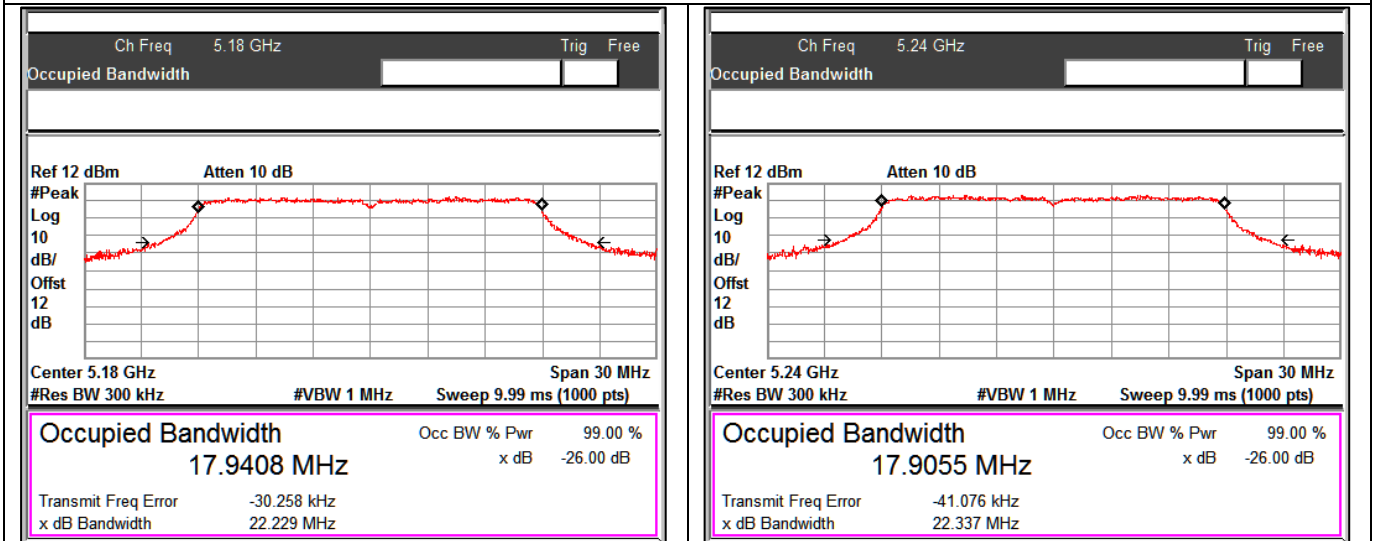 Ch Freq 5.18 GHz Trig Free
Occupied Bandwidth
Ref 12 dBm Atten 10 dB
#Peak
Log
10
dB/
Offst
12
dB
Center 5.18 GHz Span 30 MHz
#Res BW 300 kHz #VBW 1 MHz Sweep 9.99 ms (1000 pts)
Occupied Bandwidth Occ BW % Pwr 99.00 %
17.9408 MHz x dB -26.00 dB
Transmit Freq Error -30.258 kHz
x dB Bandwidth 22.229 MHz
Ch Freq 5.24 GHz Trig Free
Occupied Bandwidth
Ref 12 dBm Atten 10 dB
#Peak
Log
10
dB/
Offst
12
dB
Center 5.24 GHz Span 30 MHz
#Res BW 300 kHz #VBW 1 MHz Sweep 9.99 ms (1000 pts)
Occupied Bandwidth Occ BW % Pwr 99.00 %
17.9055 MHz x dB -26.00 dB
Transmit Freq Error -41.076 kHz
x dB Bandwidth 22.337 MHz